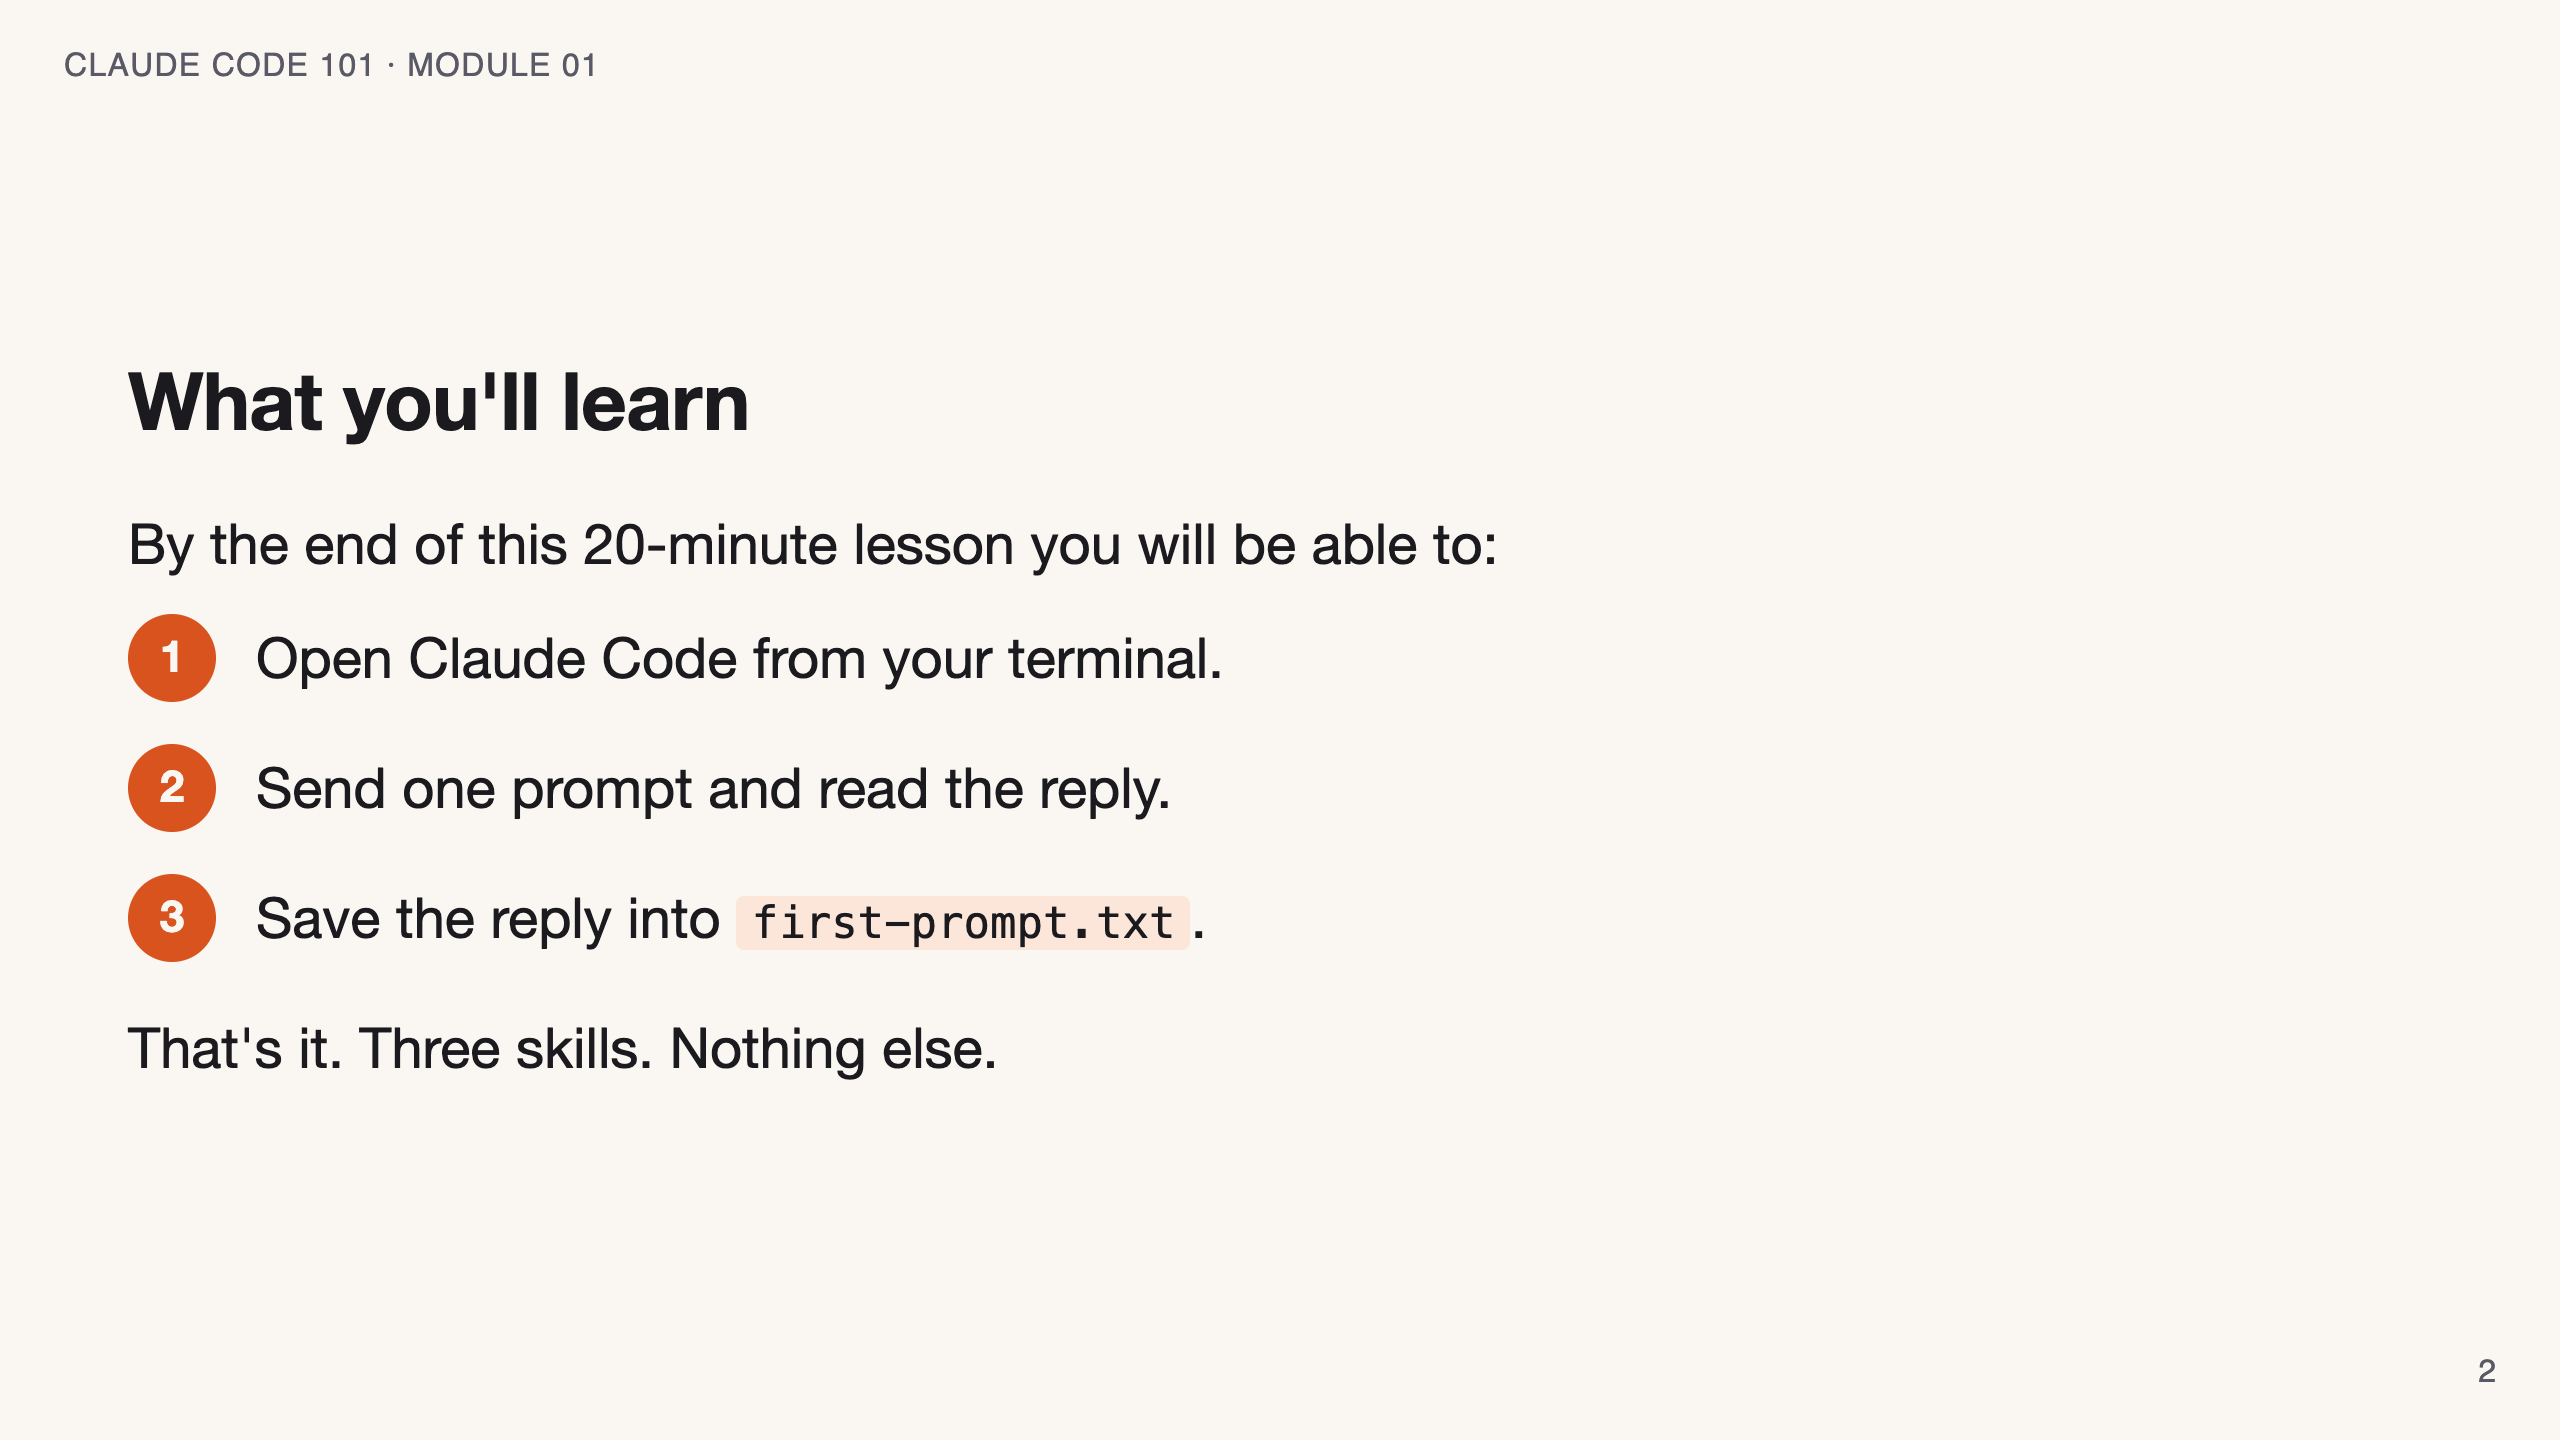 CLAUDE CODE 101 · MODULE 01
What you'll learn
By the end of this 20-minute lesson you will be able to:
1 Open Claude Code from your terminal.
2 Send one prompt and read the reply.
3 Save the reply into first-prompt.txt.
That's it. Three skills. Nothing else.
2